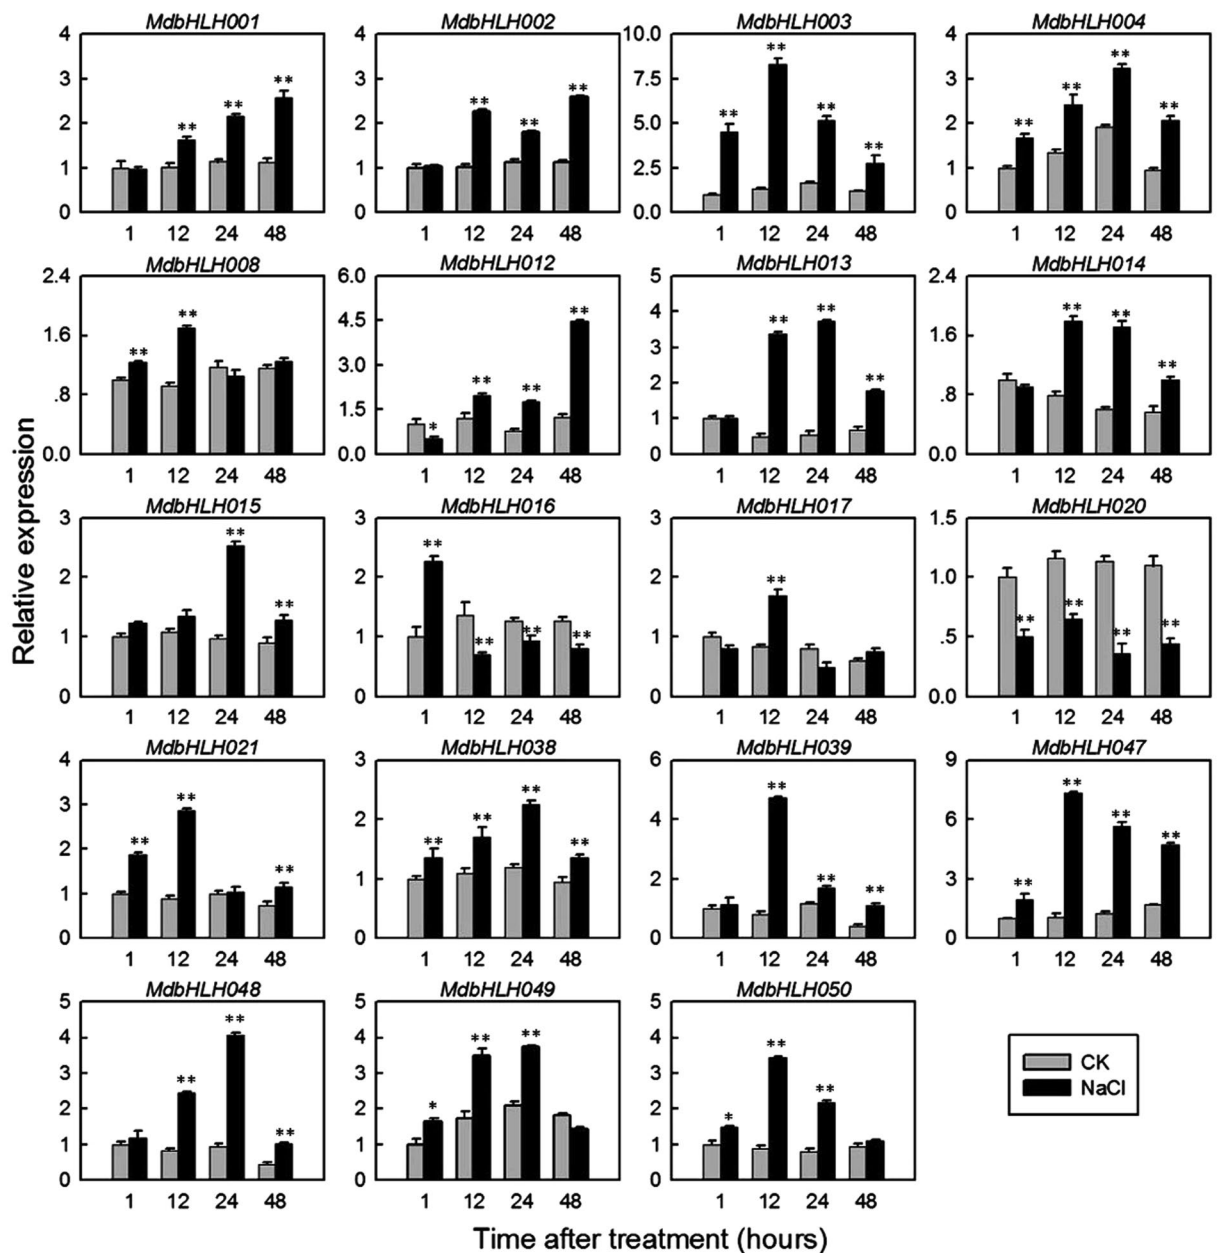 MdbHLH001 MdbHLH002 MdbHLH003 MdbHLH004
4 4 10.0 4
3 3 7.5 3
2 2 5.0 2
1 1 2.5 1
0 0 0.0 0
** ** **
** ** **
** ** ** **
** ** ** **
1 12 24 48 1 12 24 48 1 12 24 48 1 12 24 48
MdbHLH008 MdbHLH012 MdbHLH013 MdbHLH014
2.4 6.0 5 2.4
4.5 4
1.6 3 1.6
3.0
.8 2 .8
1.5 1
0.0 0.0 0 0.0
** **
* ** ** **
** ** **
** ** **
1 12 24 48 1 12 24 48 1 12 24 48 1 12 24 48
Relative expression
MdbHLH015 MdbHLH016 MdbHLH017 MdbHLH020
3 3 3 1.5
2 2 2 1.0
1 1 1 .5
0 0 0 0.0
** **
** ** ** **
**
** ** ** **
1 12 24 48 1 12 24 48 1 12 24 48 1 12 24 48
MdbHLH021 MdbHLH038 MdbHLH039 MdbHLH047
4 3 6 9
3 2 4 6
2 1 2 3
1 0 0 0
0
** ** **
** ** ** **
** ** **
** ** ** **
1 12 24 48 1 12 24 48 1 12 24 48 1 12 24 48
MdbHLH048 MdbHLH049 MdbHLH050
5 5 5
4 4 4
3 3 3
2 2 2
1 1 1
0 0 0
** ** **
* ** **
* ** **
1 12 24 48 1 12 24 48 1 12 24 48
CK
NaCl
Time after treatment (hours)